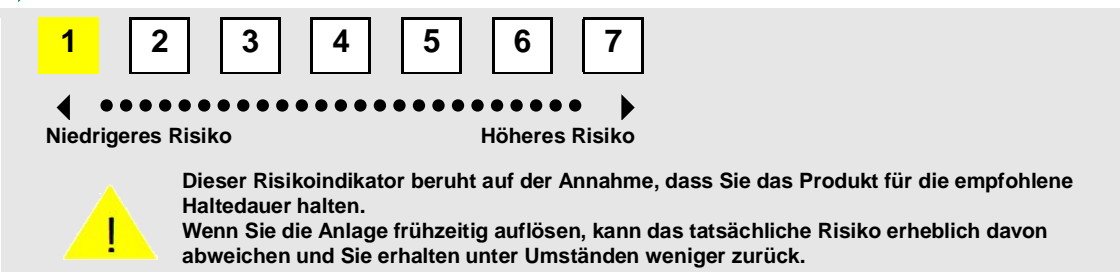 1 2 3 4 5 6 7
Niedrigeres Risiko Höheres Risiko
Dieser Risikoindikator beruht auf der Annahme, dass Sie das Produkt für die empfohlene
Haltedauer halten.
! Wenn Sie die Anlage frühzeitig auflösen, kann das tatsächliche Risiko erheblich davon
abweichen und Sie erhalten unter Umständen weniger zurück.